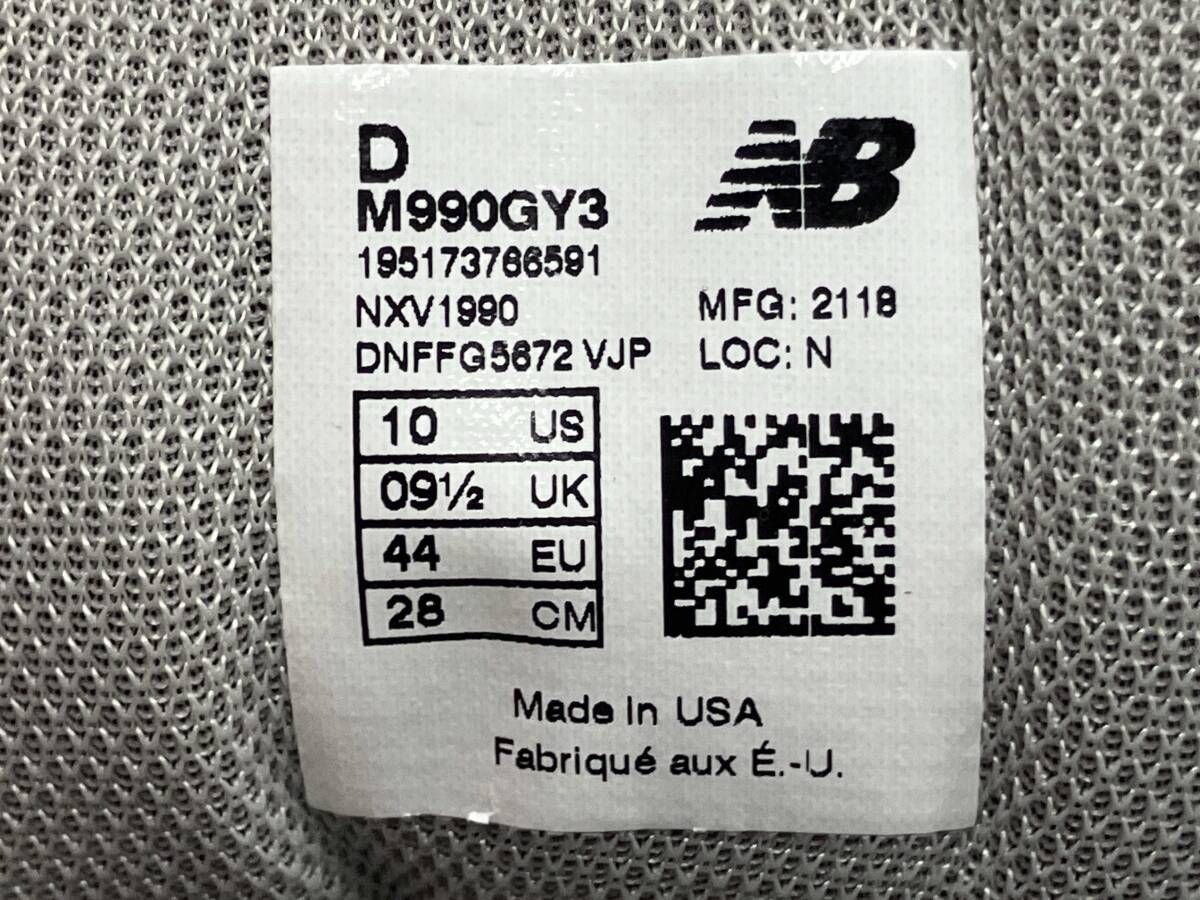 D
NB
M990GY3
195173766591
NXV1990
MFG: 2118
DNFFG5672 VJP
LOC: N
10 US
09½ UK
44 EU
28 CM
Made In USA
Fabriqué aux É.-U.